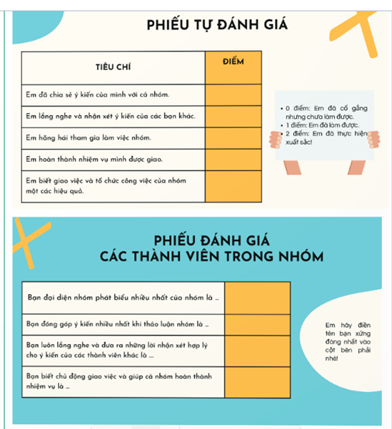 PHIẾU TỰ ĐÁNH GIÁ
TIÊU CHÍ
ĐIỂM
Em đã chia sẻ ý kiến của mình với cả nhóm.
Em lắng nghe và nhận xét ý kiến của các bạn khác.
Em hăng hái tham gia làm việc nhóm.
Em hoàn thành nhiệm vụ mình được giao.
Em biết giao việc và tổ chức công việc của nhóm
một các hiệu quả.
• 0 điểm: Em đã cố gắng
nhưng chưa làm được.
• 1 điểm: Em đã làm được.
• 2 điểm: Em đã thực hiện
xuất sắc!
PHIẾU ĐÁNH GIÁ
CÁC THÀNH VIÊN TRONG NHÓM
Bạn đại diện nhóm phát biểu nhiều nhất của nhóm là ...
Bạn đóng góp ý kiến nhiều nhất khi thảo luận nhóm là ...
Bạn luôn lắng nghe và đưa ra những lời nhận xét hợp lý
cho ý kiến của các thành viên khác là ...
Bạn biết chủ động giao việc và giúp cả nhóm hoàn thành
nhiệm vụ là ...
Em hãy điền
tên bạn xứng
đáng nhất vào
cột bên phải
nhé!